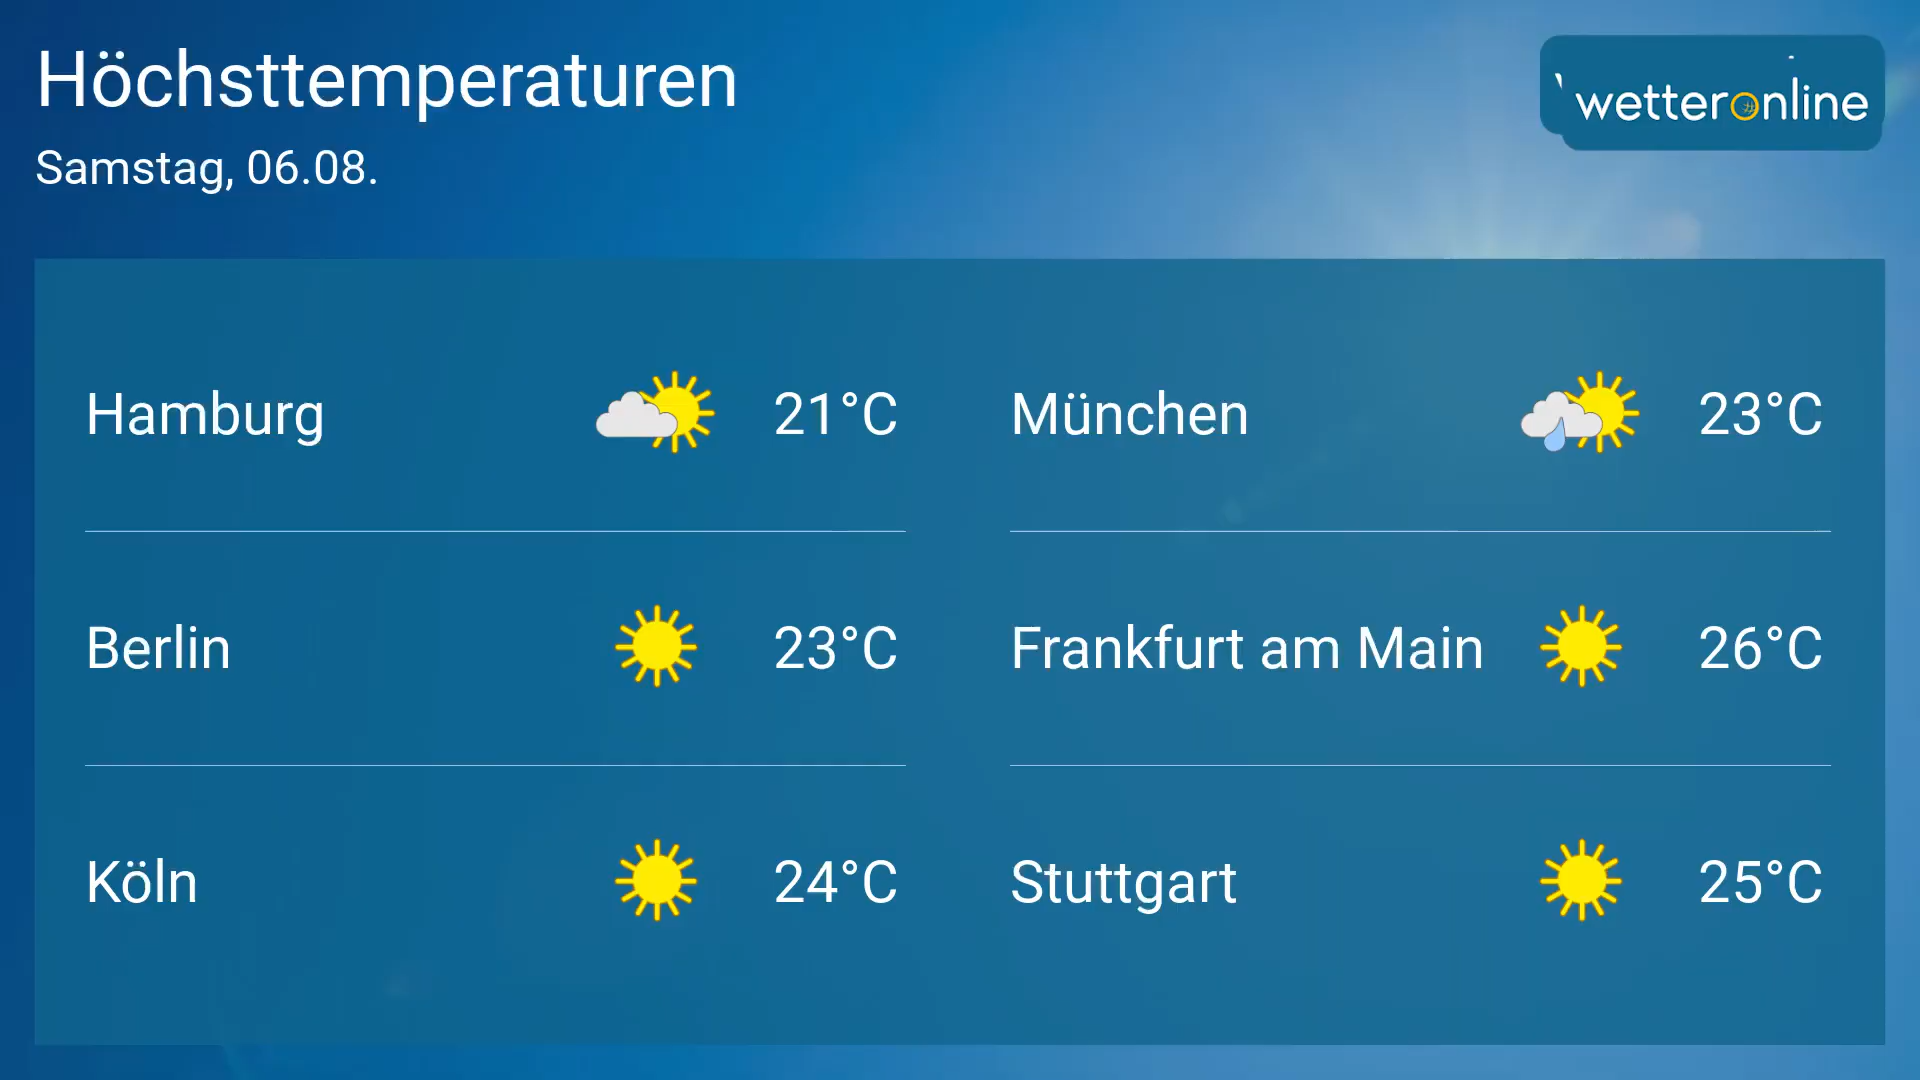 Höchsttemperaturen
wetteronline
Samstag, 06.08.
Hamburg 21°C
München 23°C
Berlin 23°C
Frankfurt am Main 26°C
Köln 24°C
Stuttgart 25°C